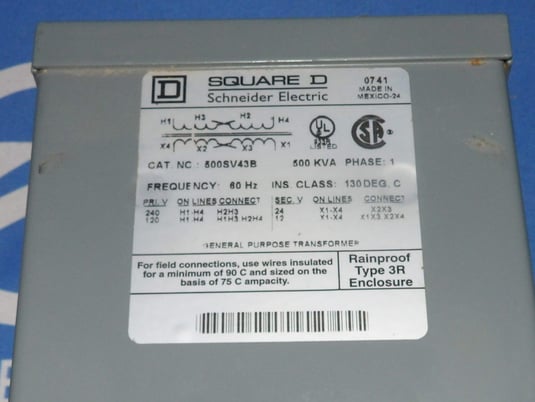 D SQUARE D
Schneider Electric
0741
MADE IN
MEXICO-24
H1 H3 H2 H4
X4 X2 X3 X1
UL
LISTED
SA
CAT. NO.: 500SV43B 500 KVA PHASE: 1
FREQUENCY: 60 Hz INS. CLASS: 130 DEG. C
PRI. V ON LINES CONNECT SEC. V ON LINES CONNECT
240 H1-H4 H2H3 24 X1-X4 X2X3
120 H1-H4 H1H3 H2H4 12 X1-X4 X1X3 X2X4
GENERAL PURPOSE TRANSFORMER
For field connections, use wires insulated
for a minimum of 90 C and sized on the
basis of 75 C ampacity.
Rainproof
Type 3R
Enclosure